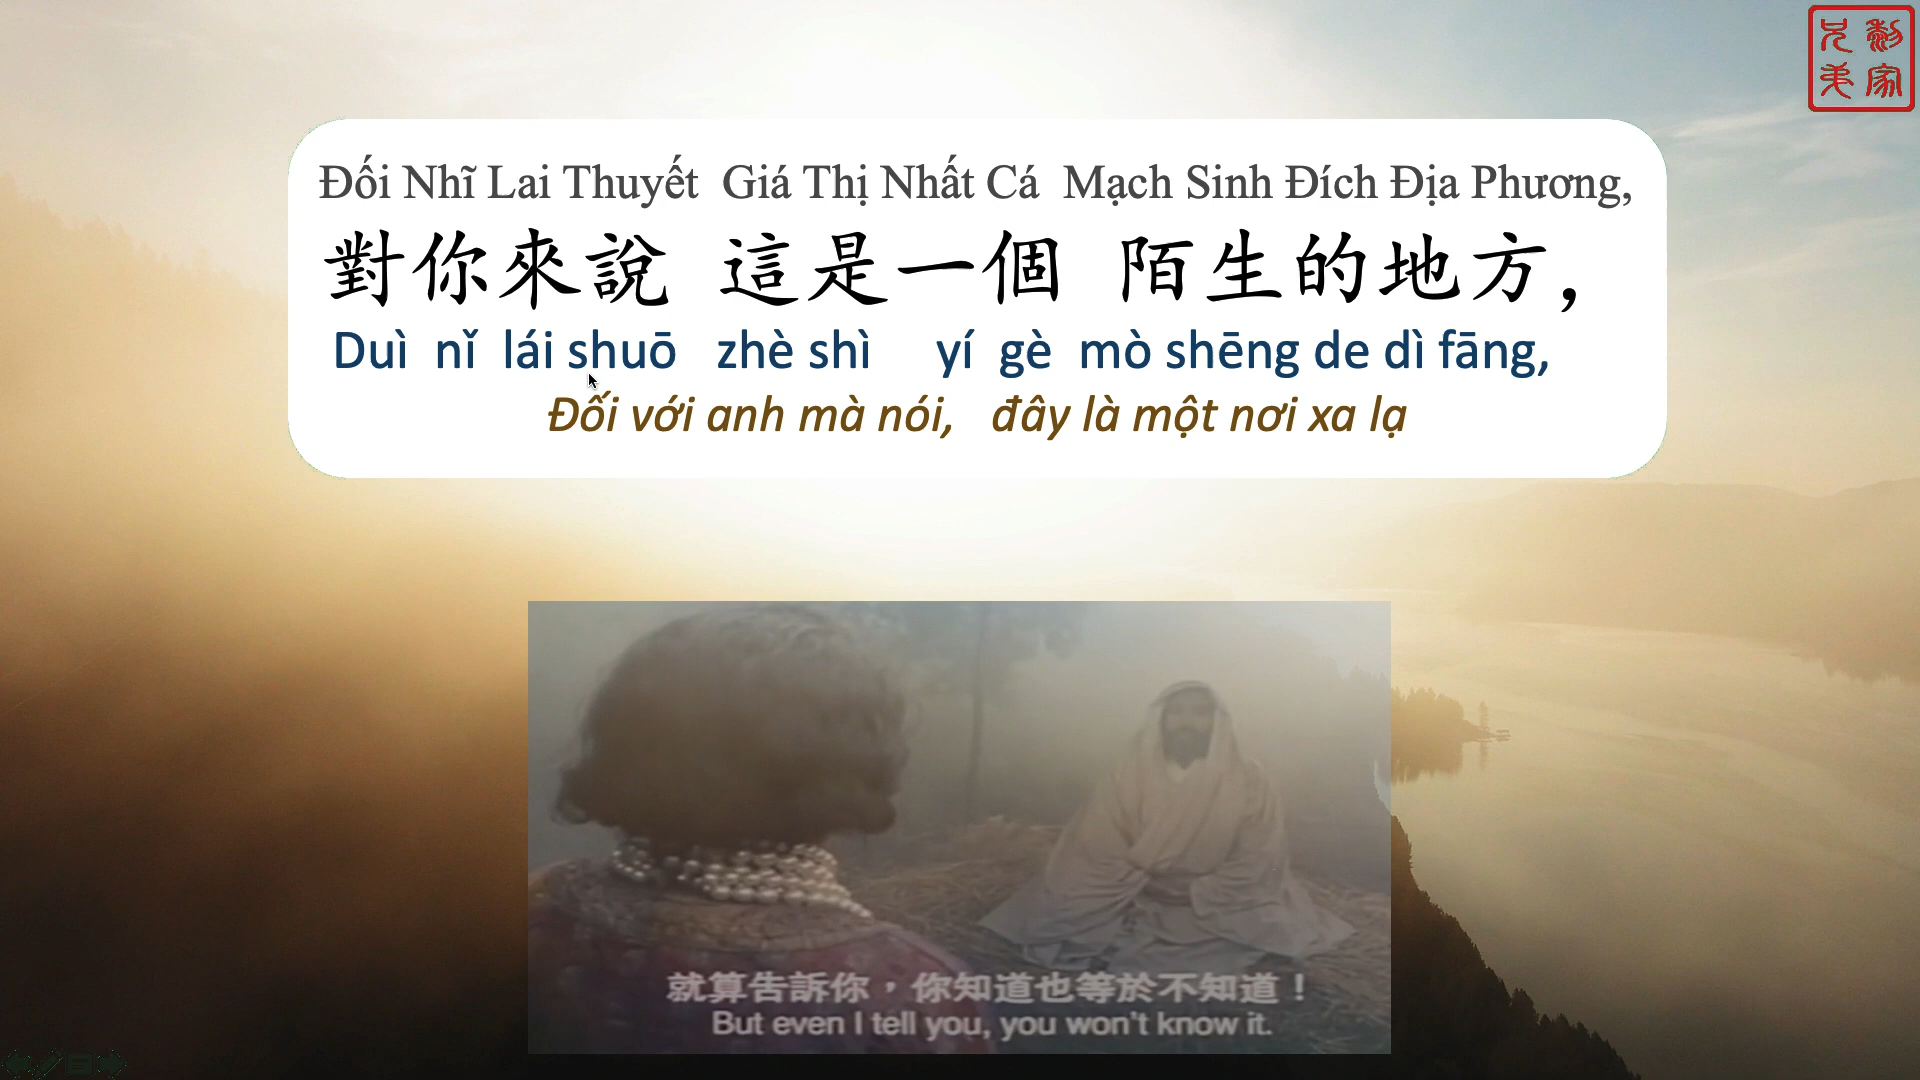 Đối Nhĩ Lai Thuyết Giá Thị Nhất Cá Mạch Sinh Đích Địa Phương,
對你來說 這是一個 陌生的地方,
Duì nǐ lái shuō zhè shì yí gè mò shēng de dì fāng,
Đối với anh mà nói, đây là một nơi xa lạ
就算告訴你，你知道也等於不知道！
But even I tell you, you won't know it.